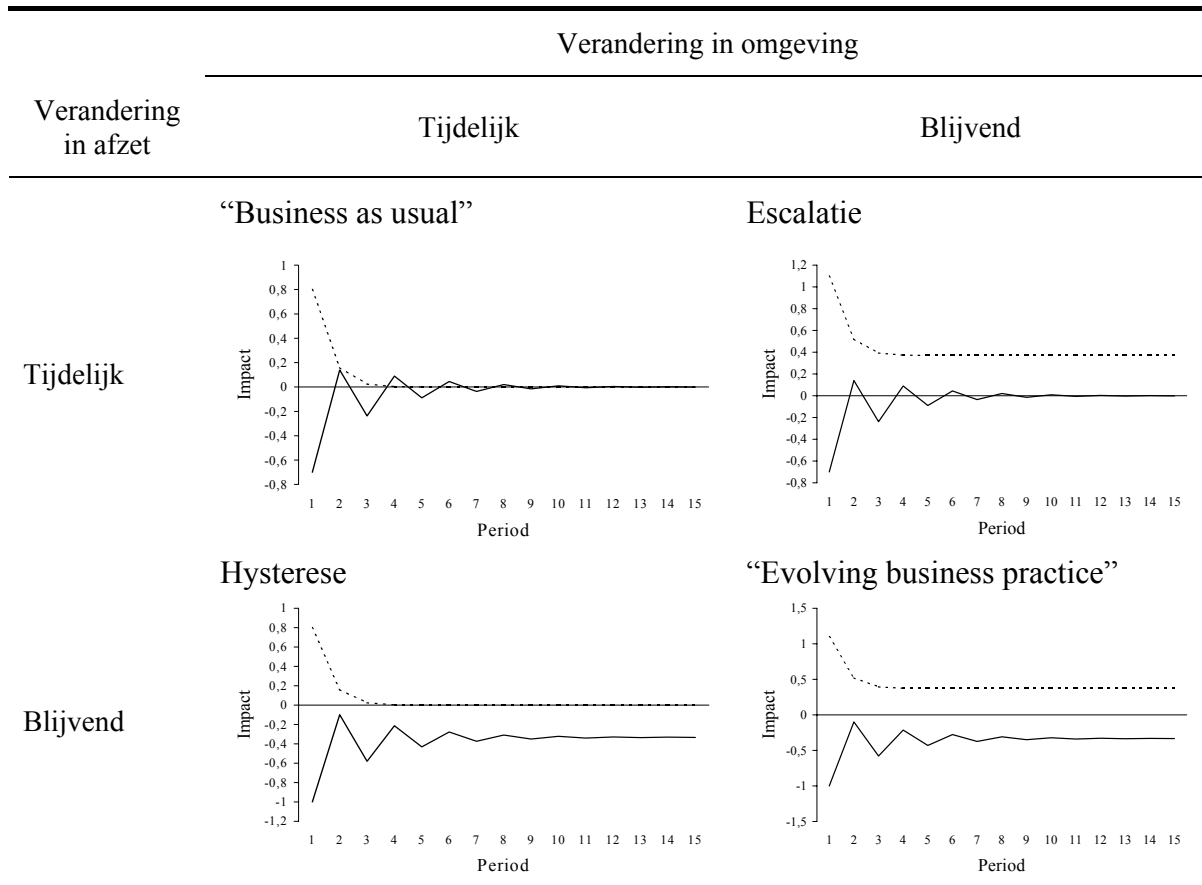 Verandering in omgeving
Verandering
in afzet
Tijdelijk
Blijvend
Tijdelijk
“Business as usual”
1
0,8
0,6
0,4
0,2
0
-0,2
-0,4
-0,6
-0,8
Impact
1 2 3 4 5 6 7 8 9 10 11 12 13 14 15
Period
Escalatie
1,2
1
0,8
0,6
0,4
0,2
0
-0,2
-0,4
-0,6
-0,8
Impact
1 2 3 4 5 6 7 8 9 10 11 12 13 14 15
Period
Blijvend
Hysterese
1
0,8
0,6
0,4
0,2
0
-0,2
-0,4
-0,6
-0,8
-1
-1,2
Impact
1 2 3 4 5 6 7 8 9 10 11 12 13 14 15
Period
“Evolving business practice”
1,5
1
0,5
0
-0,5
-1
-1,5
Impact
1 2 3 4 5 6 7 8 9 10 11 12 13 14 15
Period